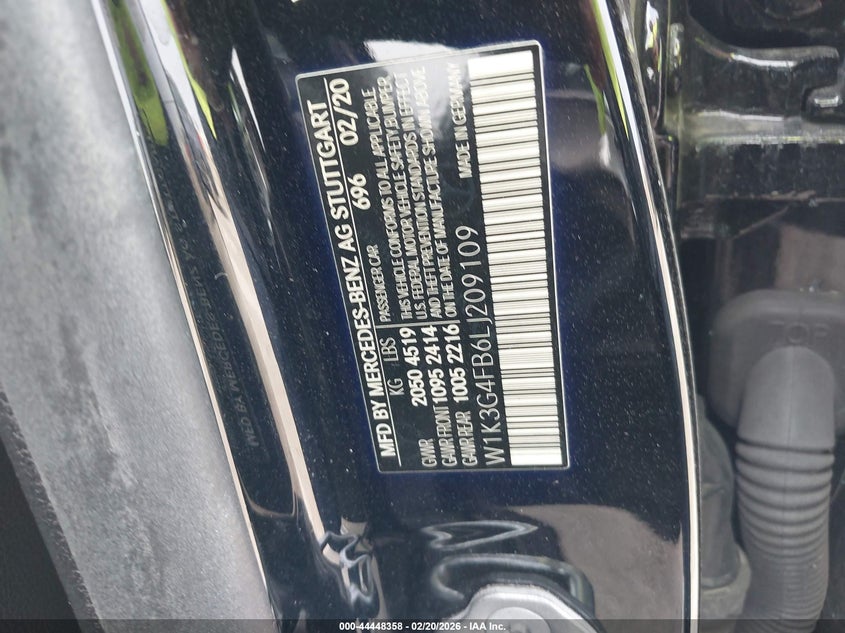 MFD BY MERCEDES-BENZ AG STUTTGART
696 02/'20
KG / LBS PASSENGER CAR
GVWR 2050 4519 THIS VEHICLE CONFORMS TO ALL APPLICABLE
GAWR FRONT 1095 2414 U.S. FEDERAL MOTOR VEHICLE SAFETY/BUMPER
GAWR REAR 1005 2216 AND THEFT PREVENTION STANDARDS IN EFFECT
ON THE DATE OF MANUFACTURE SHOWN ABOVE
MADE IN GERMANY
W1K3G4FB6LJ209109
TOP
000-44448358 - 02/20/2026 - IAA Inc.